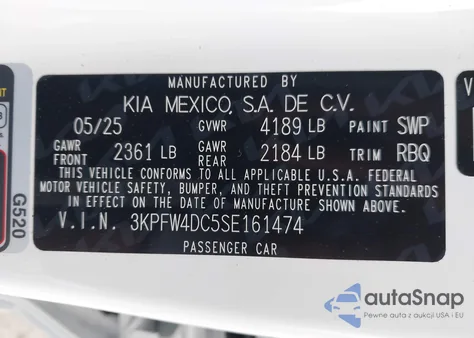 MANUFACTURED BY
KIA MEXICO, S.A. DE C.V.
05/25 GVWR 4189 LB PAINT SWP
GAWR FRONT 2361 LB GAWR REAR 2184 LB TRIM RBQ
THIS VEHICLE CONFORMS TO ALL APPLICABLE U.S.A. FEDERAL
MOTOR VEHICLE SAFETY, BUMPER, AND THEFT PREVENTION STANDARDS
IN EFFECT ON THE DATE OF MANUFACTURE SHOWN ABOVE.
V.I.N. 3KPFW4DC5SE161474
PASSENGER CAR
G520
autoSnap
Pewne auta z aukcji USA i EU